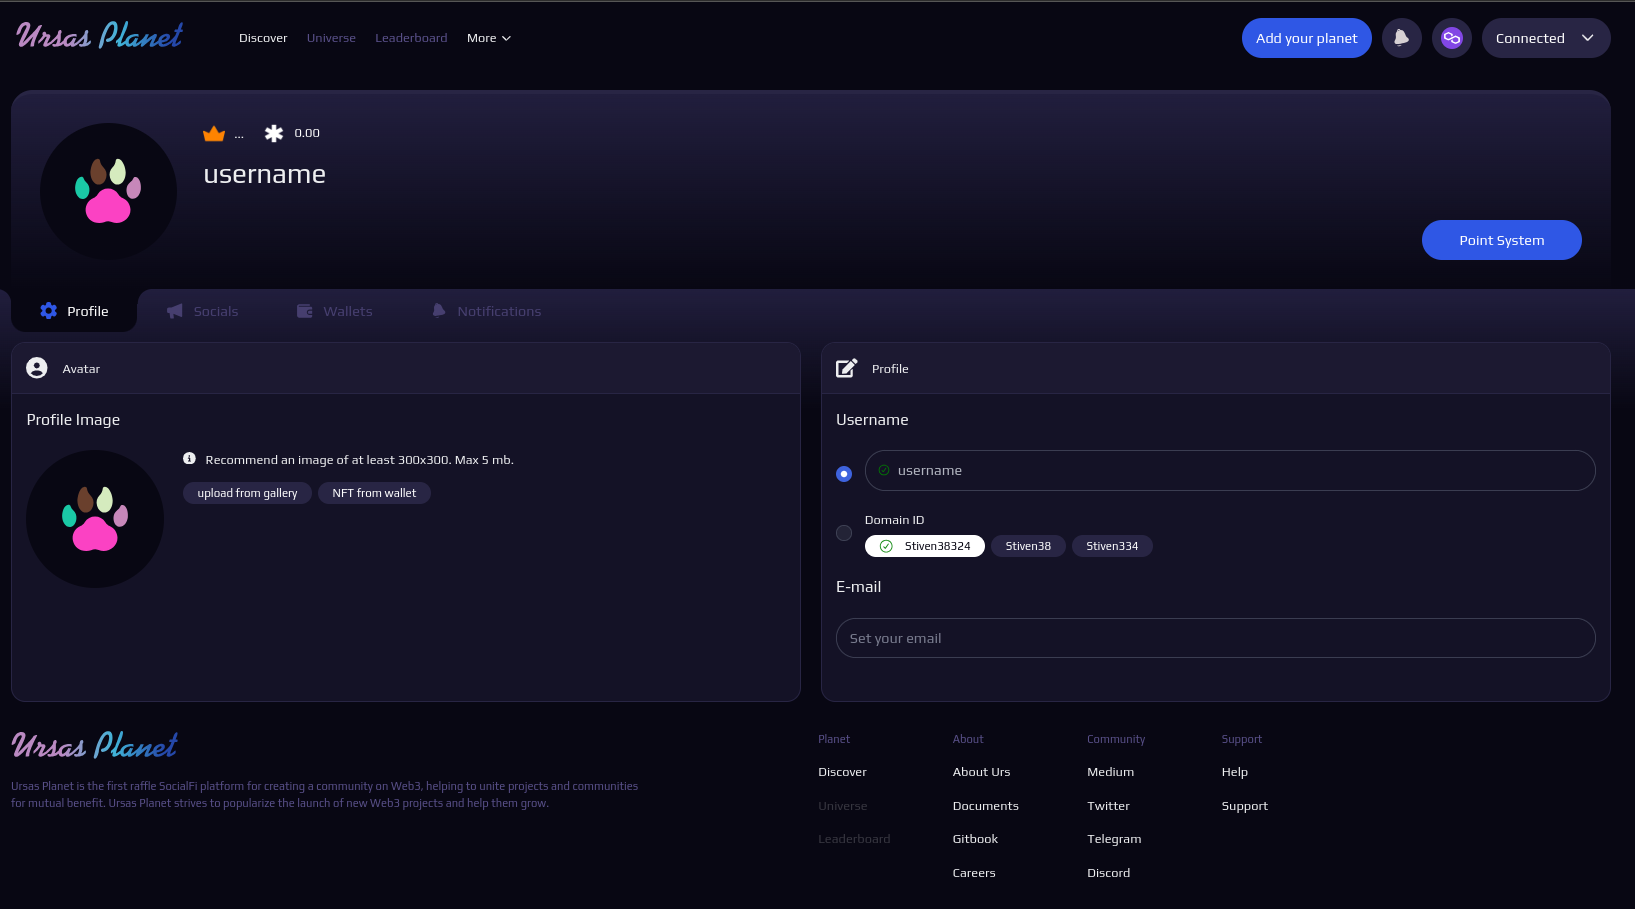 Ursas Planet
Discover Universe Leaderboard More
Add your planet
Connected
... 0.00
username
Point System
Profile Socials Wallets Notifications
Avatar
Profile Image
Recommend an image of at least 300x300. Max 5 mb.
upload from gallery NFT from wallet
Profile
Username
username
Domain ID
Stiven38324 Stiven38 Stiven334
E-mail
Set your email
Ursas Planet
Ursas Planet is the first raffle SocialFi platform for creating a community on Web3, helping to unite projects and communities
for mutual benefit. Ursas Planet strives to popularize the launch of new Web3 projects and help them grow.
Planet
Discover
Universe
Leaderboard
About
About Urs
Documents
Gitbook
Careers
Community
Medium
Twitter
Telegram
Discord
Support
Help
Support